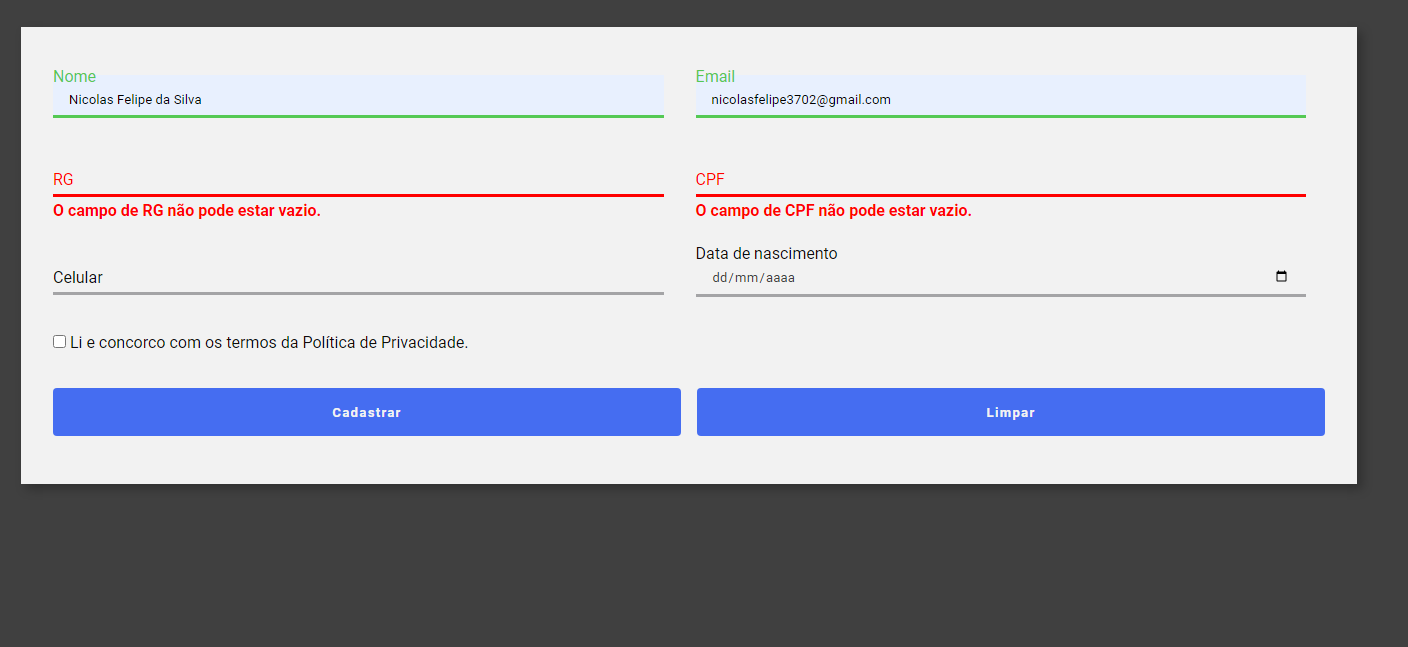 Nome
Email
Nicolas Felipe da Silva
nicolasfelipe3702@gmail.com
RG
CPF
O campo de RG não pode estar vazio.
O campo de CPF não pode estar vazio.
Data de nascimento
Celular
dd/mm/aaaa
Li e concorco com os termos da Política de Privacidade.
Cadastrar
Limpar